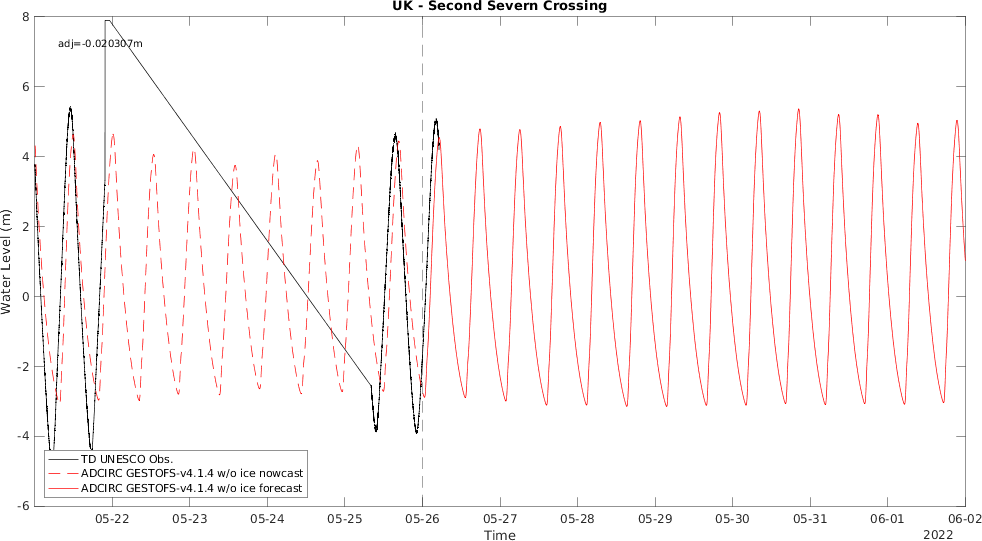 UK - Second Severn Crossing
adj=-0.020307m
8
6
4
2
0
-2
-4
-6
Water Level (m)
TD UNESCO Obs.
ADCIRC GESTOFS-v4.1.4 w/o ice nowcast
ADCIRC GESTOFS-v4.1.4 w/o ice forecast
05-22 05-23 05-24 05-25 05-26 05-27 05-28 05-29 05-30 05-31 06-01 06-02
Time
2022